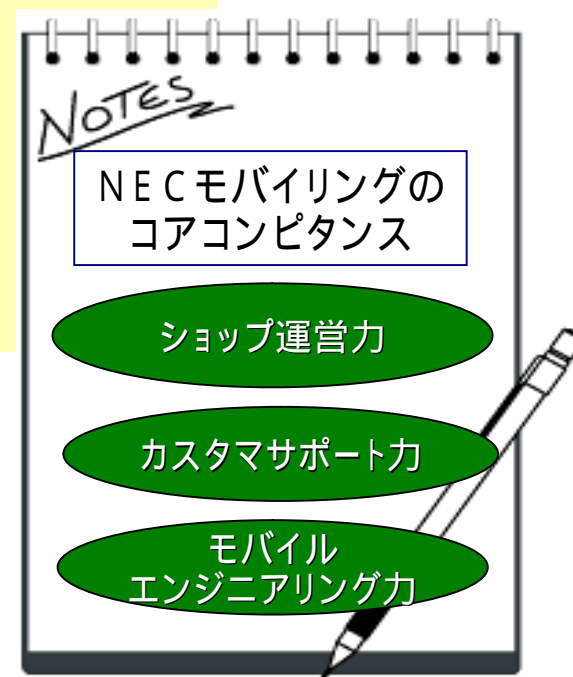 NOTES
NECモバイリングの
コアコンピタンス
ショップ運営力
カスタマサポート力
モバイル
エンジニアリング力